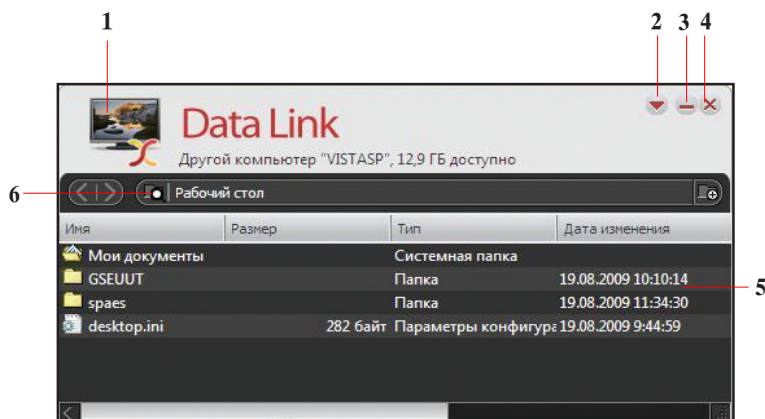 1 2 3 4
Data Link
Другой компьютер "VISTASP", 12,9 ГБ доступно
6 Рабочий стол
Имя Размер Тип Дата изменения
Мои документы Системная папка
GSEUUT Папка 19.08.2009 10:10:14 5
spaes Папка 19.08.2009 11:34:30
desktop.ini 282 байт Параметры конфигура 19.08.2009 9:44:59